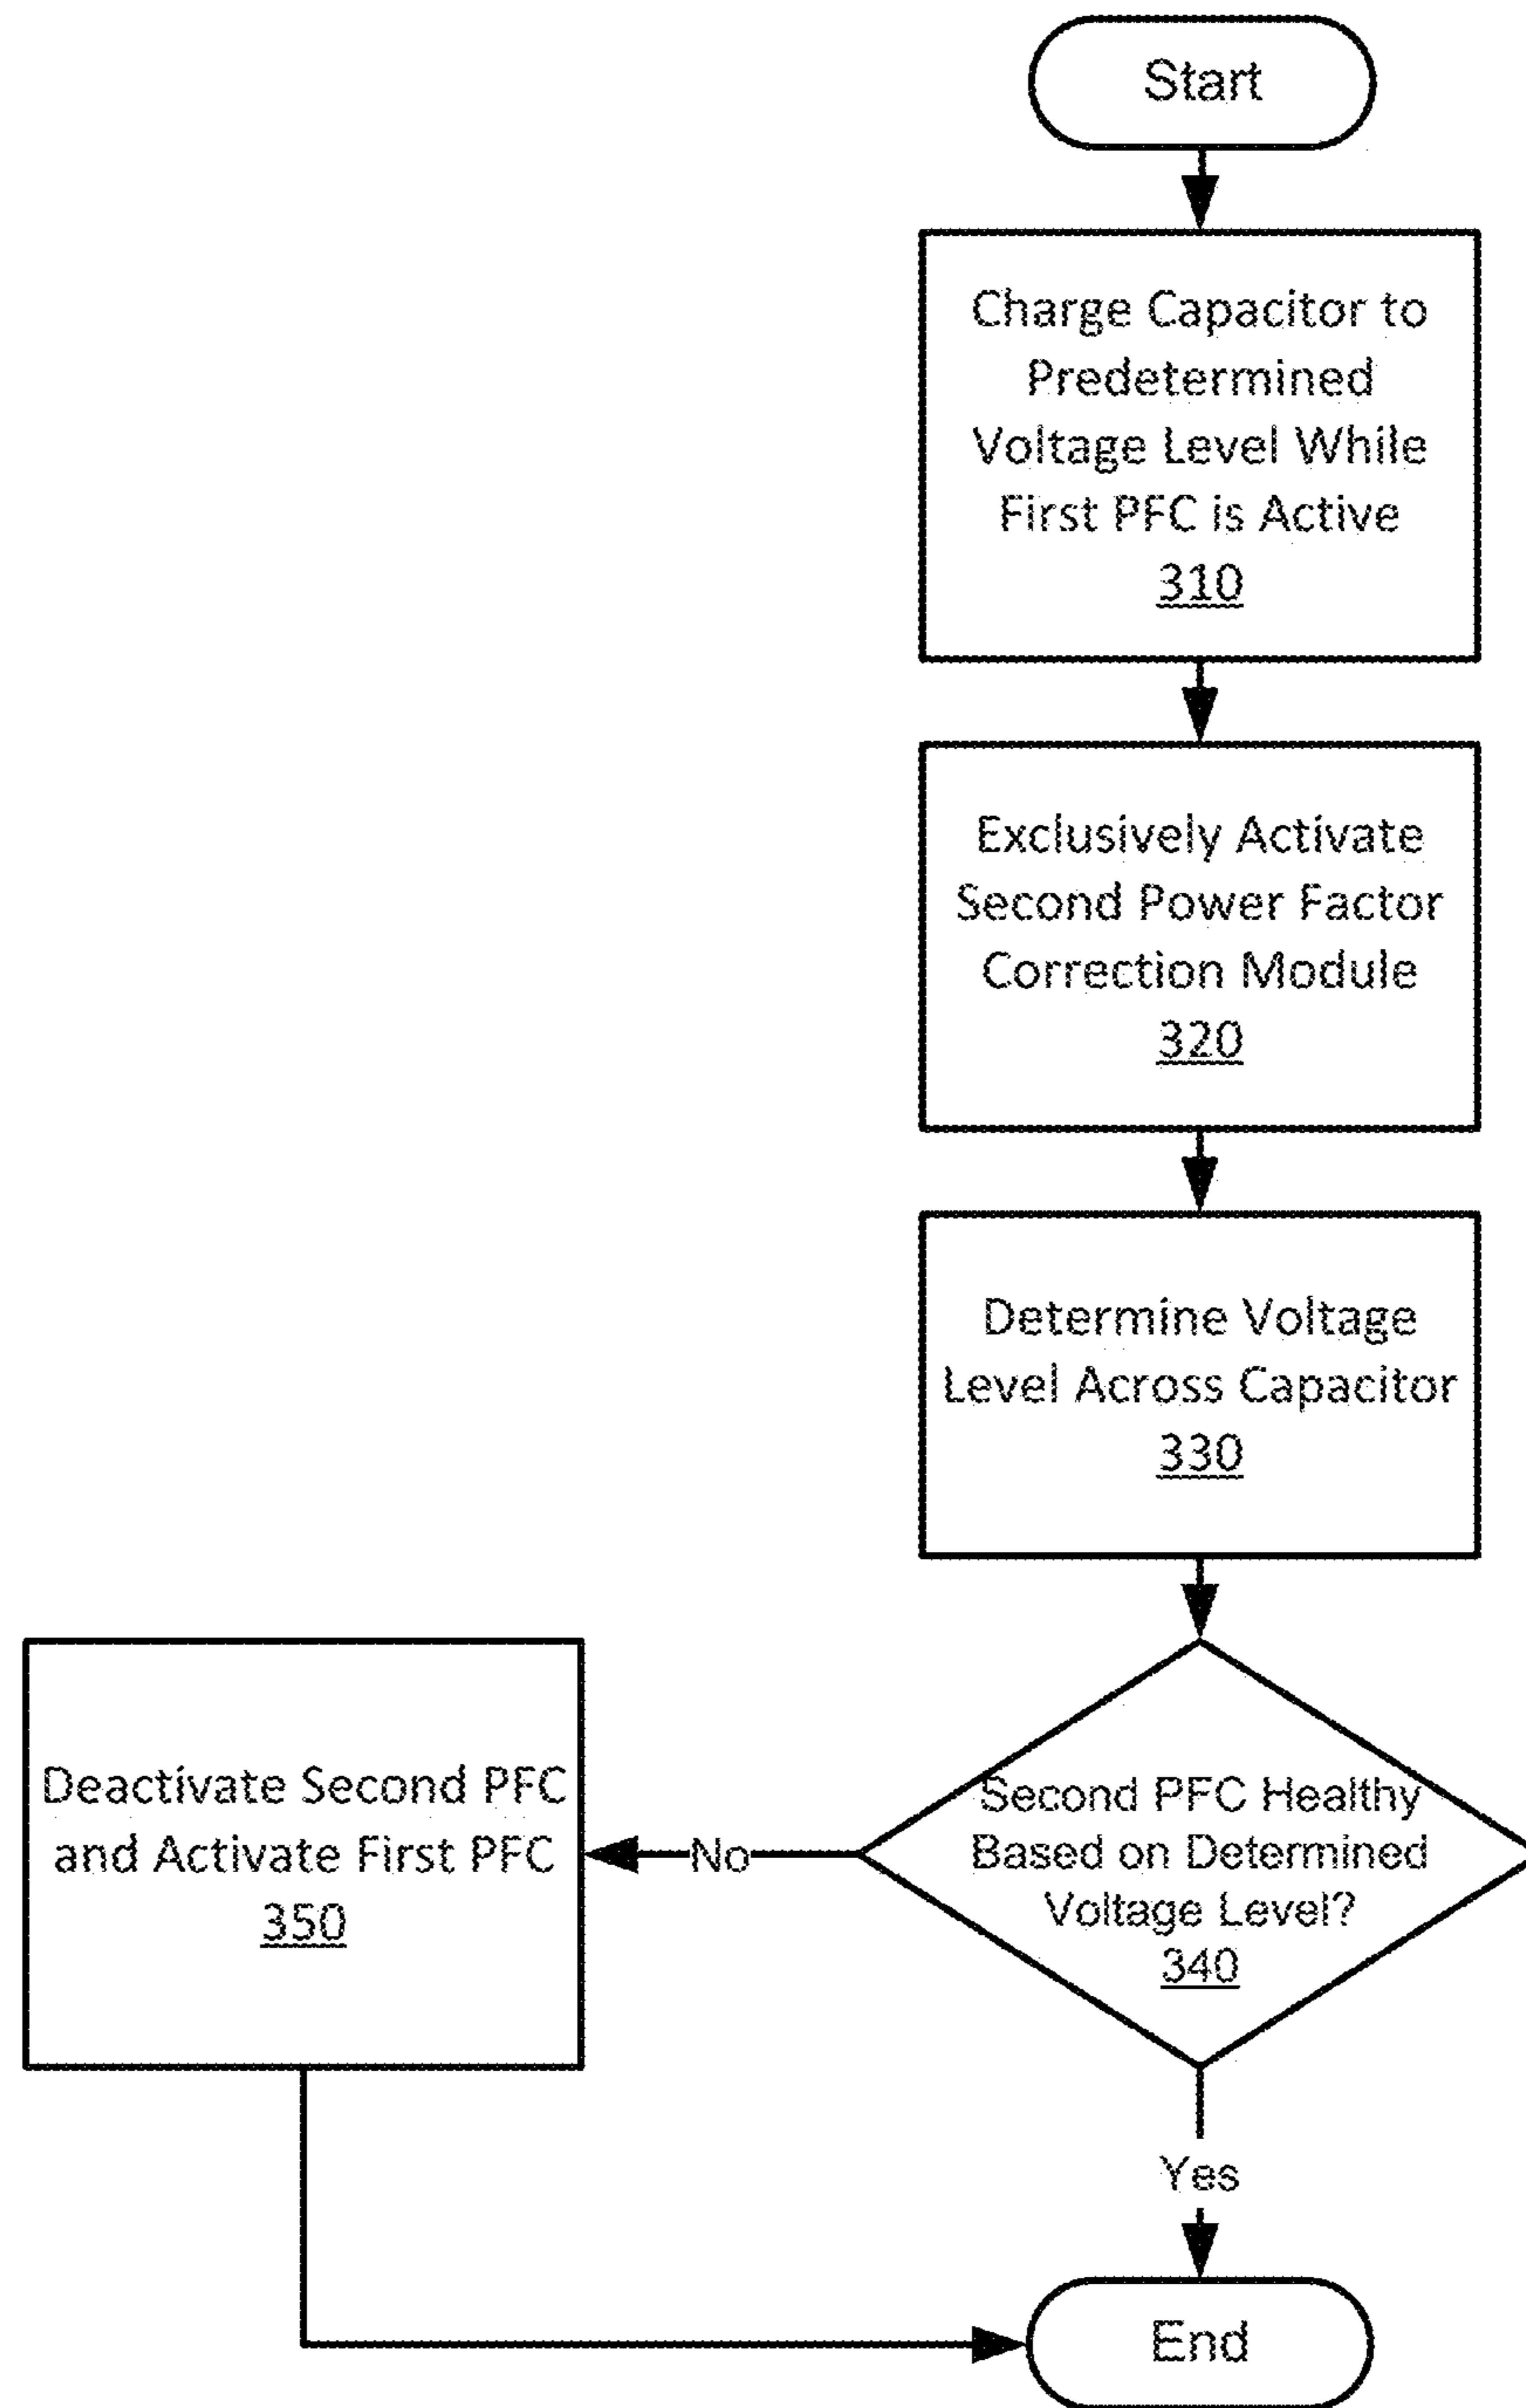 Start
Charge Capacitor to
Predetermined
Voltage Level While
First PFC is Active
310
Exclusively Activate
Second Power Factor
Correction Module
320
Determine Voltage
Level Across Capacitor
330
Second PFC Healthy
Based on Determined
Voltage Level?
340
No
Deactivate Second PFC
and Activate First PFC
350
Yes
End